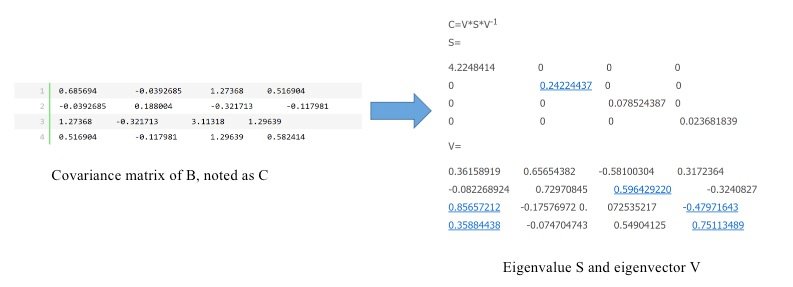 1 0.685694 -0.0392685 1.27368 0.516904
2 -0.0392685 0.188004 -0.321713 -0.117981
3 1.27368 -0.321713 3.11318 1.29639
4 0.516904 -0.117981 1.29639 0.582414
Covariance matrix of B, noted as C
C=V*S*V-1
S=
4.2248414 0 0 0
0 0.24224437 0 0
0 0 0.078524387 0
0 0 0 0.023681839
V=
0.36158919 0.65654382 -0.58100304 0.3172364
-0.082268924 0.72970845 0.596429220 -0.3240827
0.85657212 -0.17576972 0. 072535217 -0.47971643
0.35884438 -0.074704743 0.54904125 0.75113489
Eigenvalue S and eigenvector V